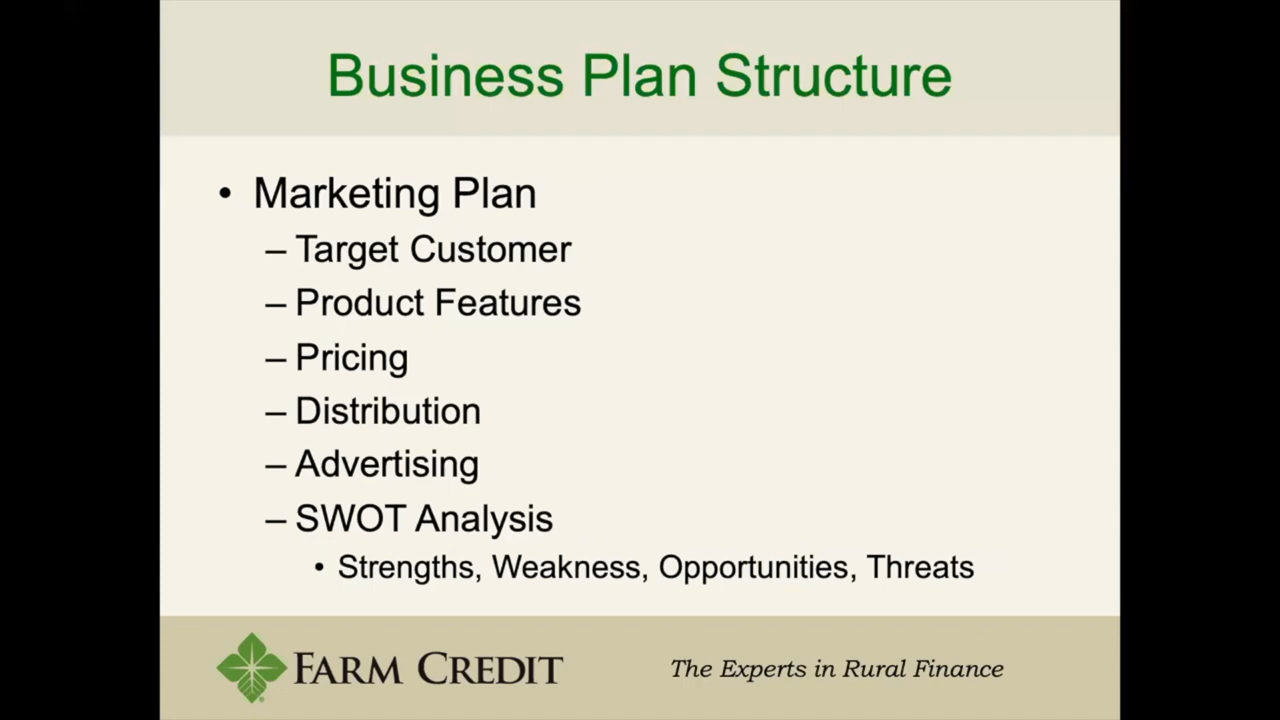 Business Plan Structure
• Marketing Plan
– Target Customer
– Product Features
– Pricing
– Distribution
– Advertising
– SWOT Analysis
• Strengths, Weakness, Opportunities, Threats
FARM CREDIT
The Experts in Rural Finance